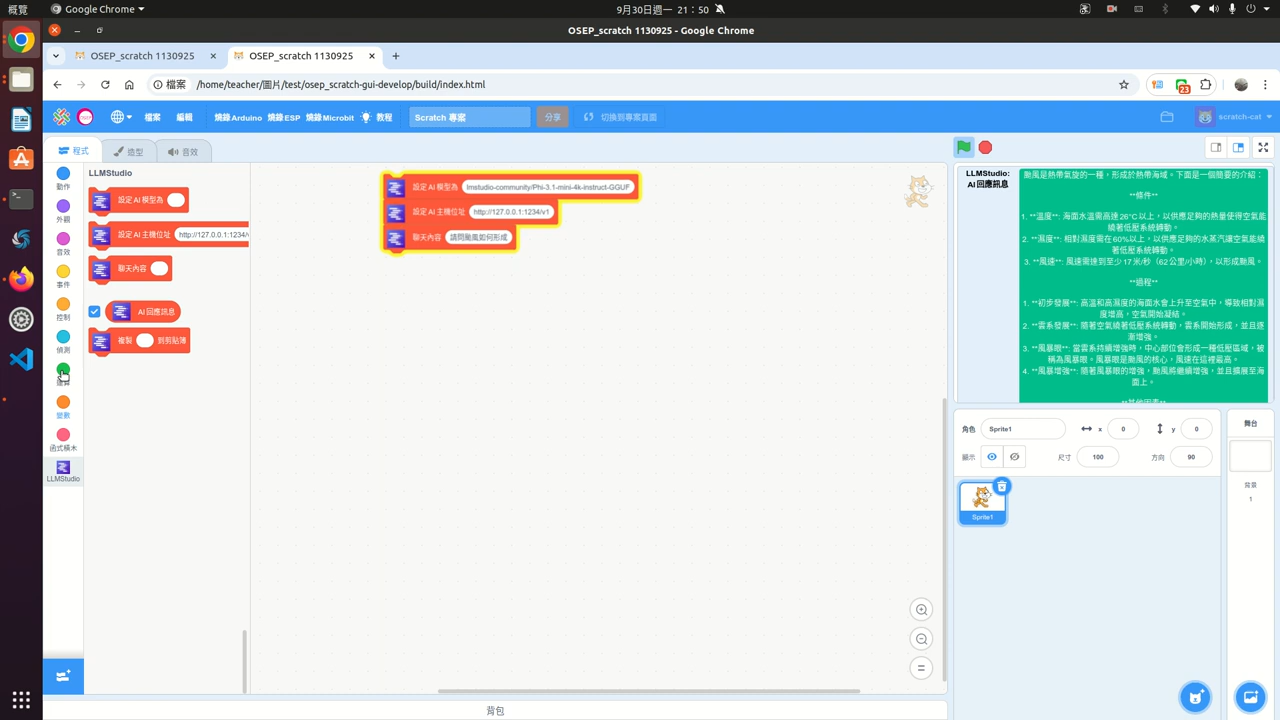 概覽
Google Chrome
9月30日週一 21：50
OSEP_scratch 1130925 - Google Chrome
OSEP_scratch 1130925
OSEP_scratch 1130925
檔案
/home/teacher/圖片/test/osep_scratch-gui-develop/build/index.html
23
OSEP
檔案
編輯
燒錄Arduino
燒錄ESP
燒錄Microbit
教程
Scratch 專案
分享
切換到專案頁面
scratch-cat
程式
造型
音效
動作
外觀
音效
事件
控制
偵測
運算
變數
函式積木
LLMStudio
LLMStudio
設定 AI 模型為
設定 AI 主機位址 http://127.0.0.1:1234/v
聊天內容
AI 回應訊息
複製 到剪貼簿
設定 AI 模型為 lmstudio-community/Phi-3.1-mini-4k-instruct-GGUF
設定 AI 主機位址 http://127.0.0.1:1234/v1
聊天內容 請問颱風如何形成
LLMStudio:
AI 回應訊息
颱風是熱帶氣旋的一種，形成於熱帶海域。下面是一個簡要的介紹：
**條件**
1. **溫度**: 海面水溫需高達 26°C 以上，以供應足夠的熱量使得空氣能
繞著低壓系統轉動。
2. **濕度**: 相對濕度需在 60%以上，以供應足夠的水蒸汽讓空氣能繞
著低壓系統轉動。
3. **風速**: 風速需達到至少 17 米/秒（62 公里/小時），以形成颱風。
**過程**
1. **初步發展**: 高溫和高濕度的海面水會上升至空氣中，導致相對濕
度增高，空氣開始凝結。
2. **雲系發展**: 隨著空氣繞著低壓系統轉動，雲系開始形成，並且逐
漸增強。
3. **風暴眼**: 當雲系持續增強時，中心部位會形成一種低壓區域，被
稱為風暴眼。風暴眼是颱風的核心，風速在這裡最高。
4. **風暴增強**: 隨著風暴眼的增強，颱風將繼續增強，並且擴展至海
面上。
**其他因素**
角色
Sprite1
x
0
y
0
顯示
尺寸
100
方向
90
Sprite1
舞台
背景
1
背包